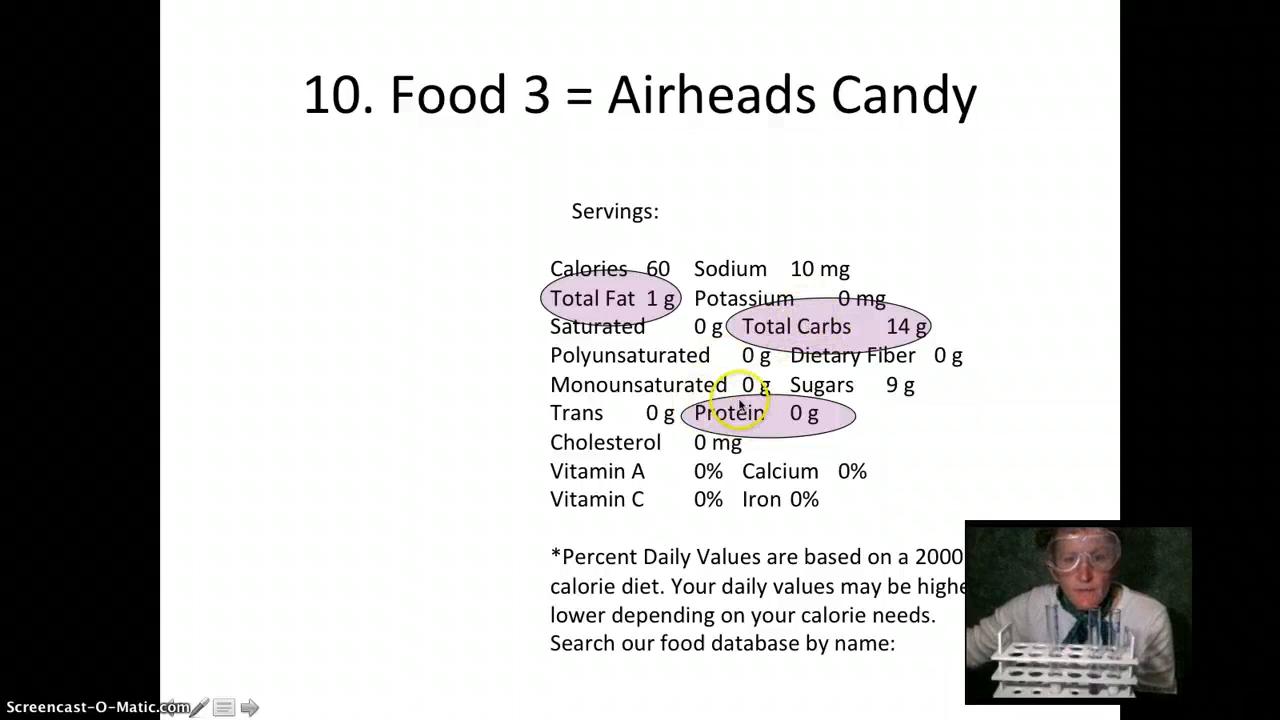 10. Food 3 = Airheads Candy
Servings:
Calories 60 Sodium 10 mg
Total Fat 1 g Potassium 0 mg
Saturated 0 g Total Carbs 14 g
Polyunsaturated 0 g Dietary Fiber 0 g
Monounsaturated 0 g Sugars 9 g
Trans 0 g Protein 0 g
Cholesterol 0 mg
Vitamin A 0% Calcium 0%
Vitamin C 0% Iron 0%
*Percent Daily Values are based on a 2000
calorie diet. Your daily values may be highe
lower depending on your calorie needs.
Search our food database by name:
Screencast-O-Matic.com